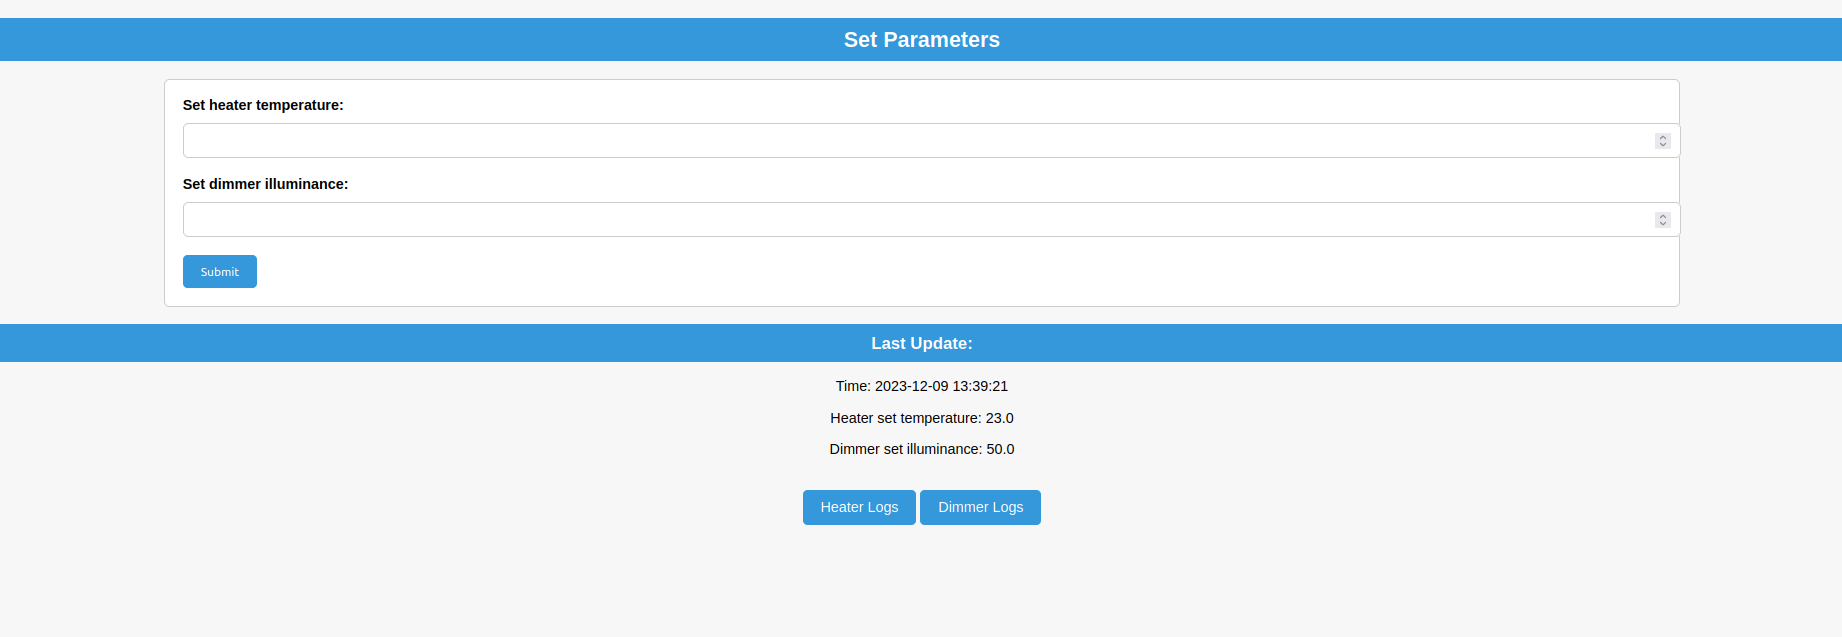 Set Parameters
Set heater temperature:
Set dimmer illuminance:
Submit
Last Update:
Time: 2023-12-09 13:39:21
Heater set temperature: 23.0
Dimmer set illuminance: 50.0
Heater Logs Dimmer Logs